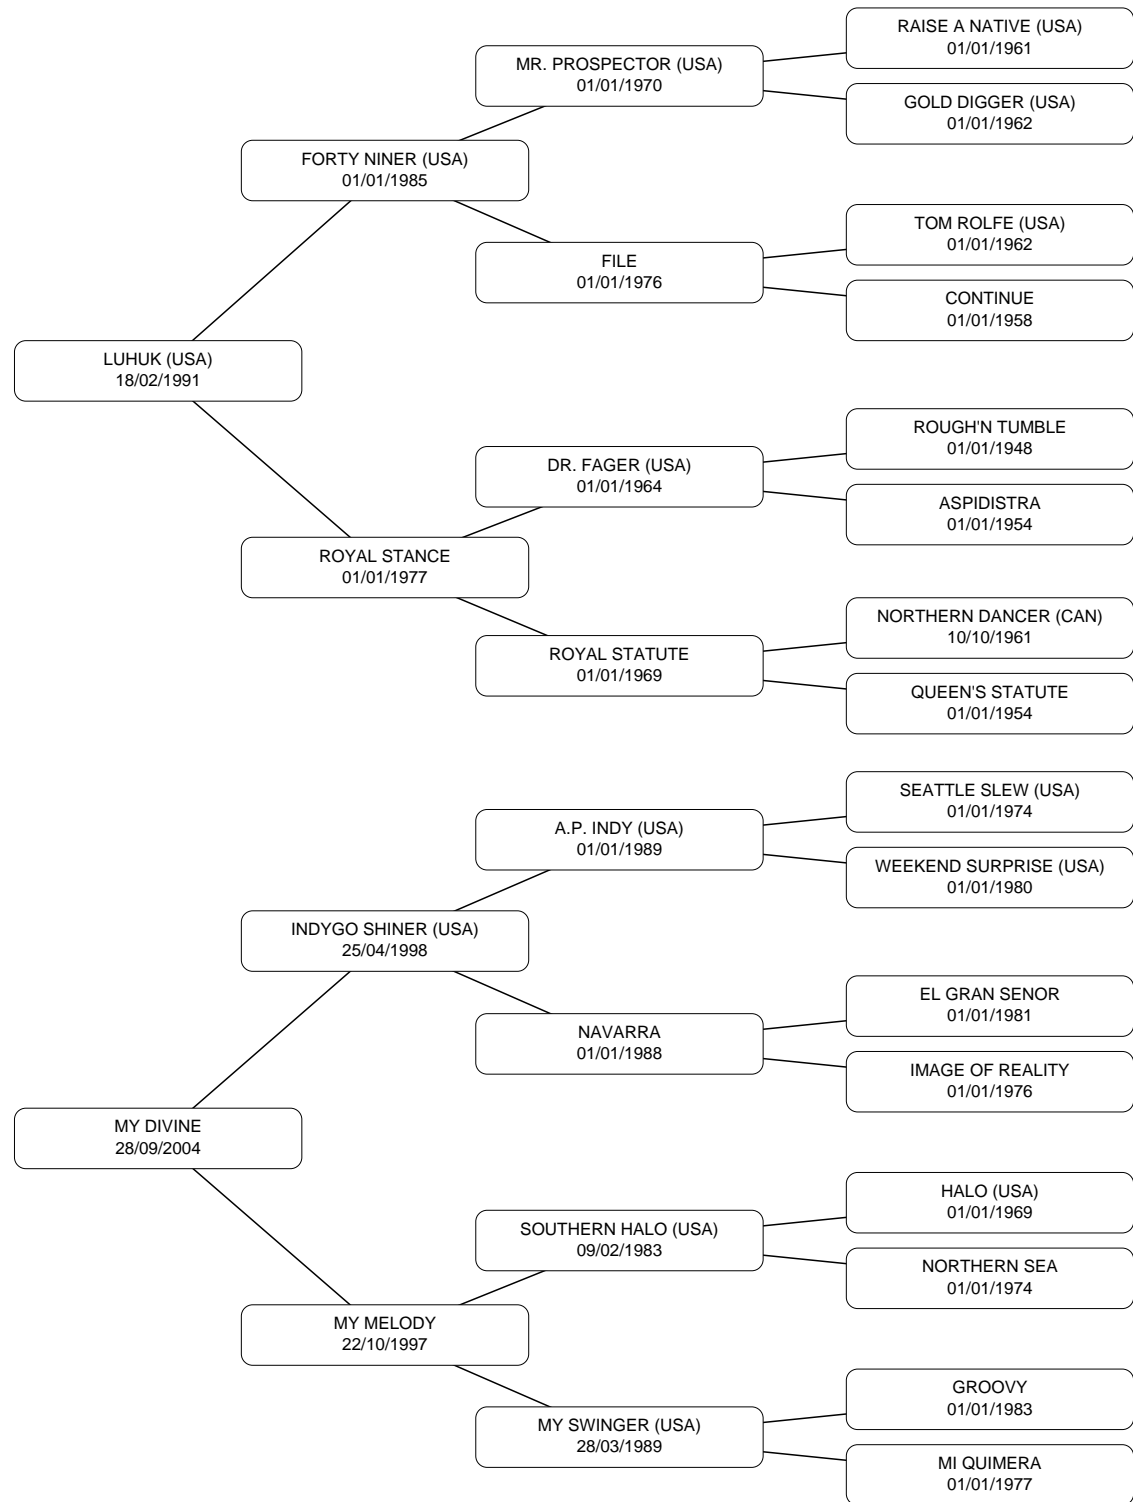 RAISE A NATIVE (USA)
01/01/1961
MR. PROSPECTOR (USA)
01/01/1970
GOLD DIGGER (USA)
01/01/1962
FORTY NINER (USA)
01/01/1985
TOM ROLFE (USA)
01/01/1962
FILE
01/01/1976
CONTINUE
01/01/1958
LUHUK (USA)
18/02/1991
ROUGH'N TUMBLE
01/01/1948
DR. FAGER (USA)
01/01/1964
ASPIDISTRA
01/01/1954
ROYAL STANCE
01/01/1977
NORTHERN DANCER (CAN)
10/10/1961
ROYAL STATUTE
01/01/1969
QUEEN'S STATUTE
01/01/1954
SEATTLE SLEW (USA)
01/01/1974
A.P. INDY (USA)
01/01/1989
WEEKEND SURPRISE (USA)
01/01/1980
INDYGO SHINER (USA)
25/04/1998
EL GRAN SENOR
01/01/1981
NAVARRA
01/01/1988
IMAGE OF REALITY
01/01/1976
MY DIVINE
28/09/2004
HALO (USA)
01/01/1969
SOUTHERN HALO (USA)
09/02/1983
NORTHERN SEA
01/01/1974
MY MELODY
22/10/1997
GROOVY
01/01/1983
MY SWINGER (USA)
28/03/1989
MI QUIMERA
01/01/1977